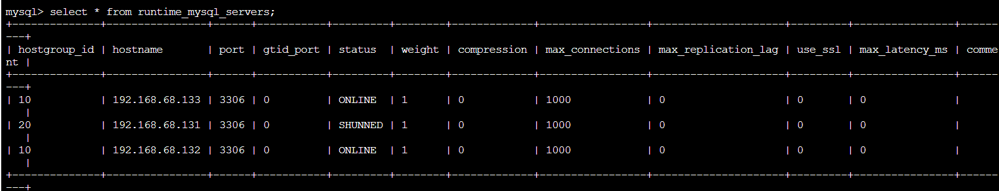 mysql> select * from runtime_mysql_servers;
+--------------+----------------+------+-----------+---------+--------+-------------+-----------------+---------------------+---------+----------------+------
---+
| hostgroup_id | hostname       | port | gtid_port | status  | weight | compression | max_connections | max_replication_lag | use_ssl | max_latency_ms | comme
nt |
+--------------+----------------+------+-----------+---------+--------+-------------+-----------------+---------------------+---------+----------------+------
---+
| 10           | 192.168.68.133 | 3306 | 0         | ONLINE  | 1      | 0           | 1000            | 0                   | 0       | 0              |
   |
| 20           | 192.168.68.131 | 3306 | 0         | SHUNNED | 1      | 0           | 1000            | 0                   | 0       | 0              |
   |
| 10           | 192.168.68.132 | 3306 | 0         | ONLINE  | 1      | 0           | 1000            | 0                   | 0       | 0              |
   |
+--------------+----------------+------+-----------+---------+--------+-------------+-----------------+---------------------+---------+----------------+------
---+